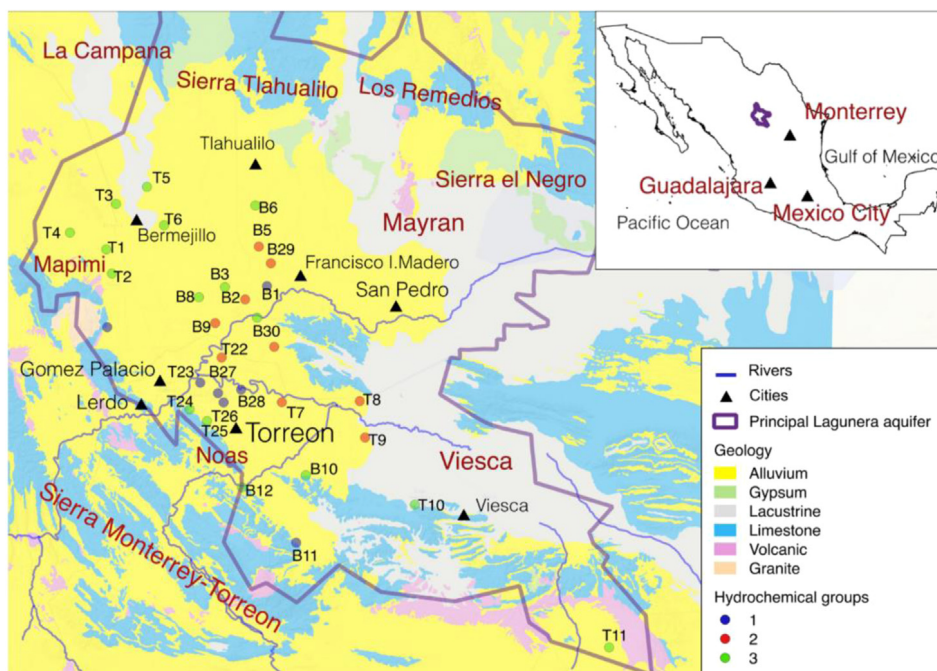 La Campana
Sierra Tlahualilo
Los Remedios
Tlahualilo
Sierra el Negro
Mayran
T5
T3
T6
B6
Bermejillo
T4
T1
B5
B29
Mapimi
T2
B3
Francisco I.Madero
B8
B2
B1
San Pedro
B9
B30
T22
Gomez Palacio
T23
B27
Lerdo
T24
B28
T7
T8
T26
T25
Torreon
T9
Noas
Viesca
B10
B12
T10
Viesca
Sierra Monterrey-Torreon
B11
T11
Monterrey
Gulf of Mexico
Guadalajara
Pacific Ocean
Mexico City
Rivers
Cities
Principal Lagunera aquifer
Geology
Alluvium
Gypsum
Lacustrine
Limestone
Volcanic
Granite
Hydrochemical groups
1
2
3